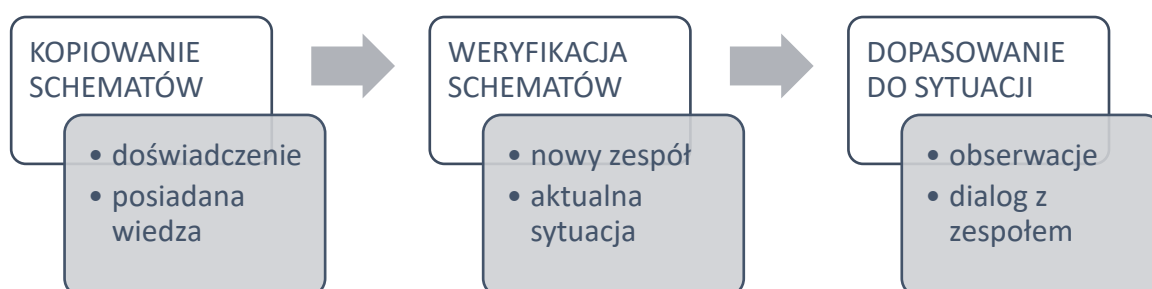 KOPIOWANIE
SCHEMATÓW
• doświadczenie
• posiadana
wiedza
WERYFIKACJA
SCHEMATÓW
• nowy zespół
• aktualna
sytuacja
DOPASOWANIE
DO SYTUACJI
• obserwacje
• dialog z
zespołem